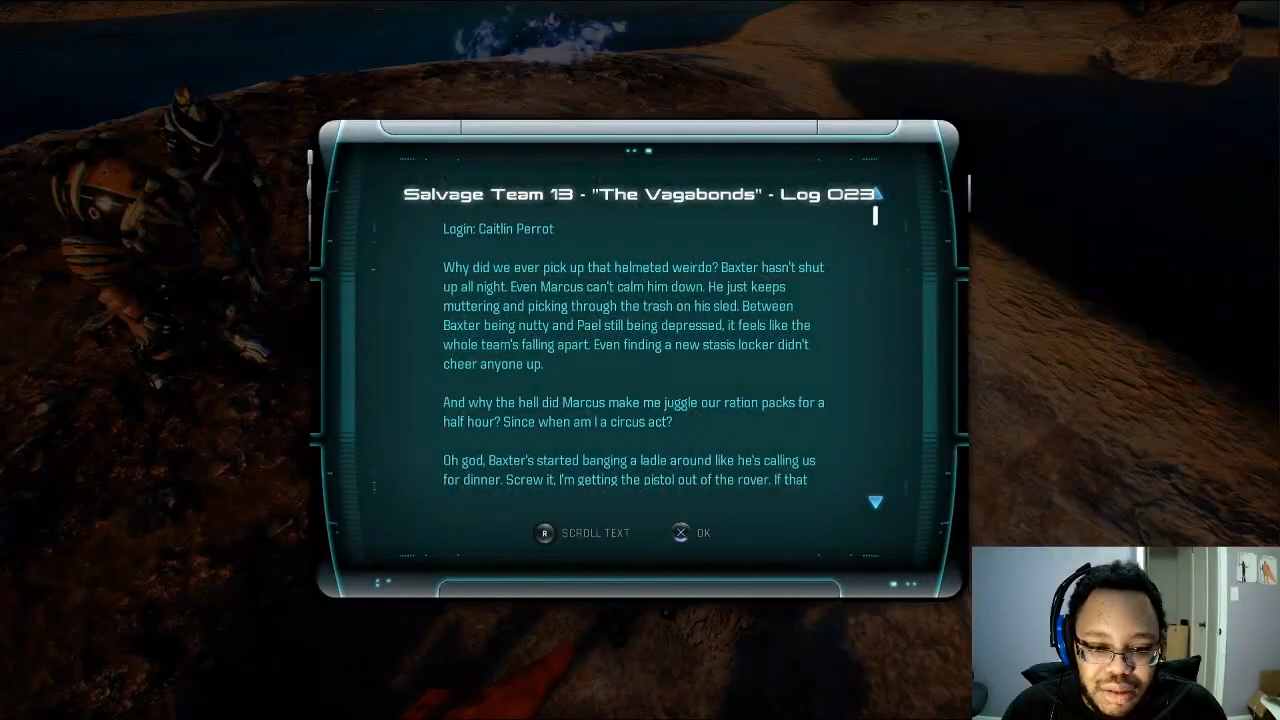 Salvage Team 13 - "The Vagabonds" - Log 023
Login: Caitlin Perrot
Why did we ever pick up that helmeted weirdo? Baxter hasn't shut
up all night. Even Marcus can't calm him down. He just keeps
muttering and picking through the trash on his sled. Between
Baxter being nutty and Pael still being depressed, it feels like the
whole team's falling apart. Even finding a new stasis locker didn't
cheer anyone up.
And why the hell did Marcus make me juggle our ration packs for a
half hour? Since when am I a circus act?
Oh god, Baxter's started banging a ladle around like he's calling us
for dinner. Screw it, I'm getting the pistol out of the rover. If that
R SCROLL TEXT OK